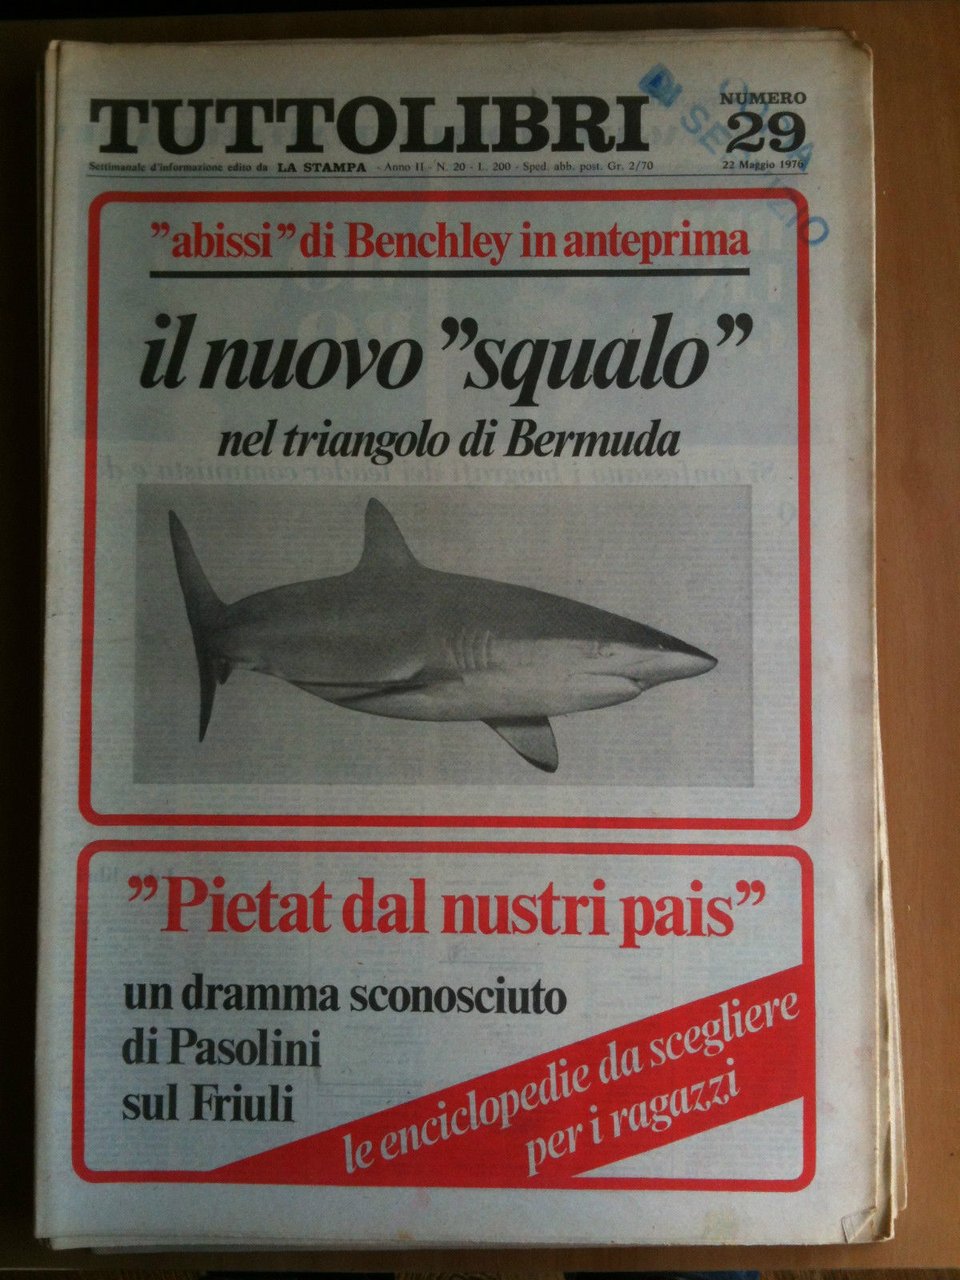 TUTTOLIBRI
NUMERO
29
22 Maggio 1976
Settimanale d'informazione edito da LA STAMPA - Anno II - N. 20 - L. 200 - Sped. abb. post. Gr. 2/70
DI SE
”abissi” di Benchley in anteprima
il nuovo ”squalo”
nel triangolo di Bermuda
”Pietat dal nustri pais”
un dramma sconosciuto
di Pasolini
sul Friuli
le enciclopedie da scegliere
per i ragazzi